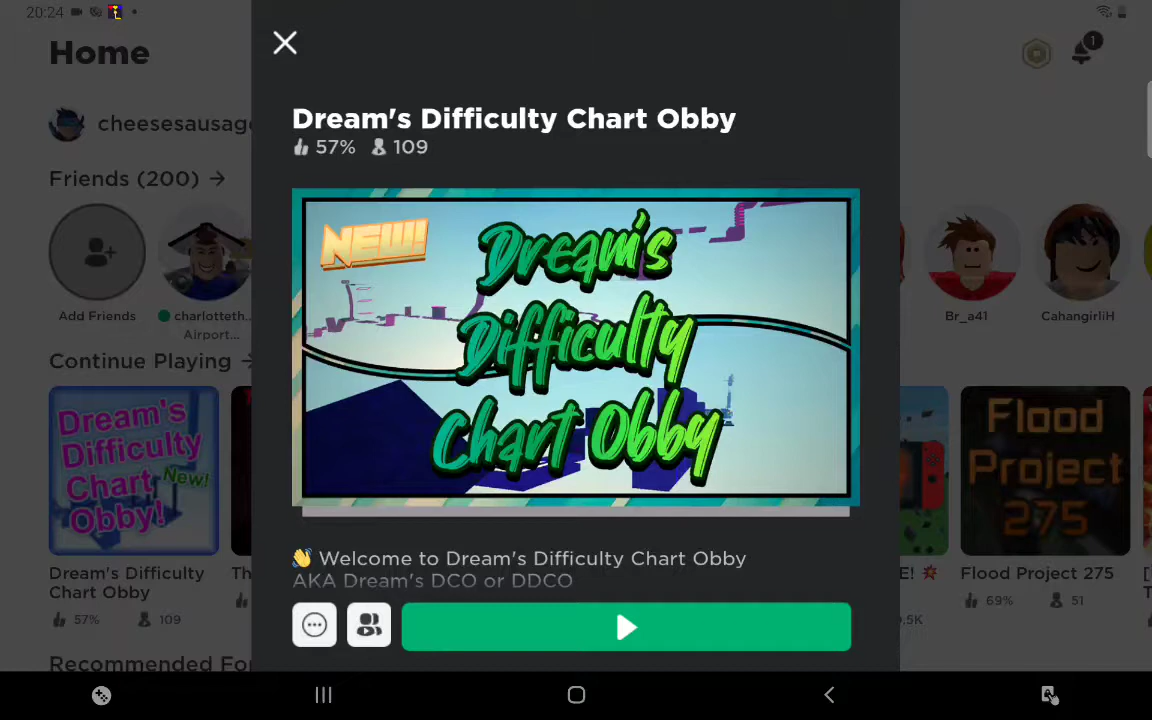 20:24
Home
1
cheesesausage
Friends (200) →
Add Friends
charlotteth...
Airport...
Br_a41
CahangirliH
Continue Playing →
Dream's
Difficulty
Chart New!
Obby!
Dream's Difficulty
Chart Obby
57% 109
Th
Dream's Difficulty Chart Obby
57% 109
NEW!
Dream's
Difficulty
Chart Obby
👋 Welcome to Dream's Difficulty Chart Obby
AKA Dream's DCO or DDCO
E! 💥
.5K
Flood
Project
275
Flood Project 275
69% 51
[
T
Recommended For